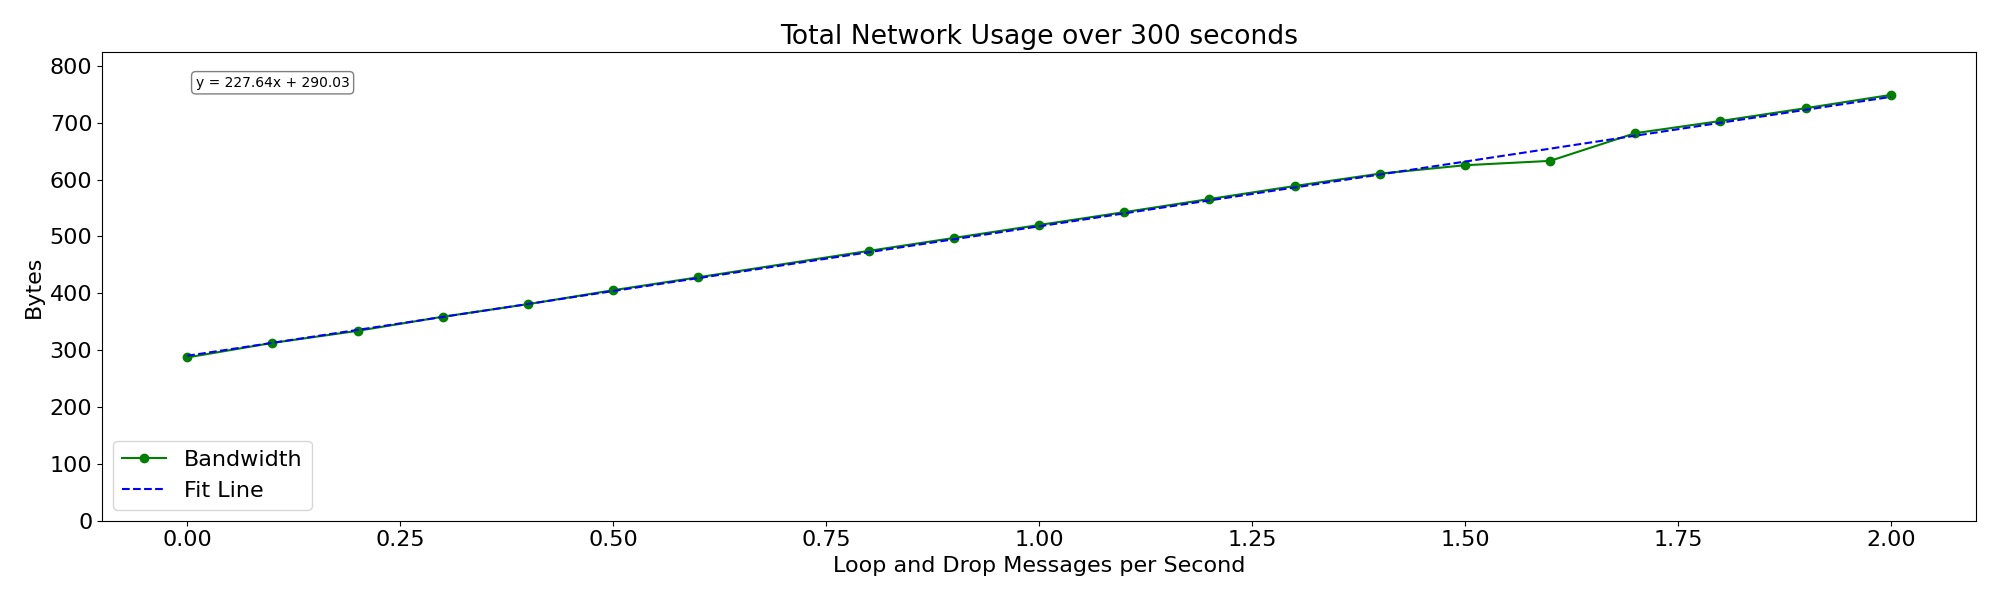 Total Network Usage over 300 seconds
y = 227.64x + 290.03
800
700
600
500
400
300
200
100
0
Bytes
Bandwidth
Fit Line
0.00 0.25 0.50 0.75 1.00 1.25 1.50 1.75 2.00
Loop and Drop Messages per Second